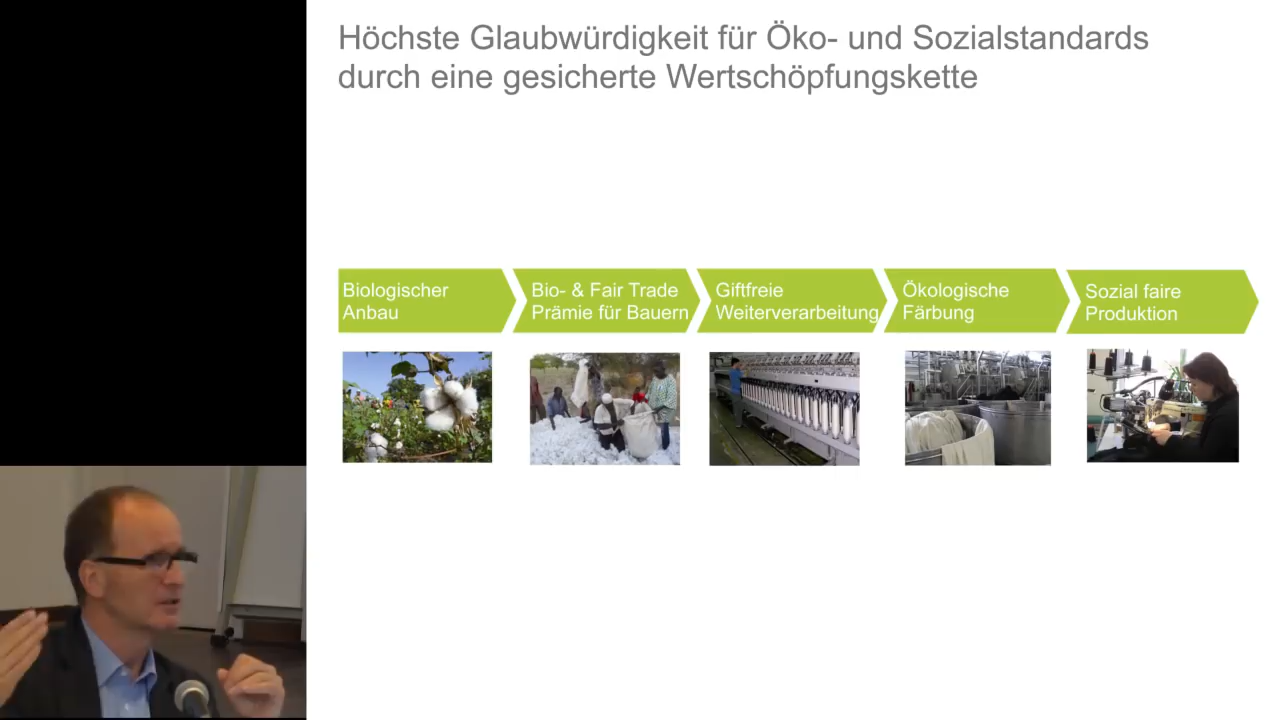 Höchste Glaubwürdigkeit für Öko- und Sozialstandards
durch eine gesicherte Wertschöpfungskette
Biologischer
Anbau
Bio- & Fair Trade
Prämie für Bauern
Giftfreie
Weiterverarbeitung
Ökologische
Färbung
Sozial faire
Produktion